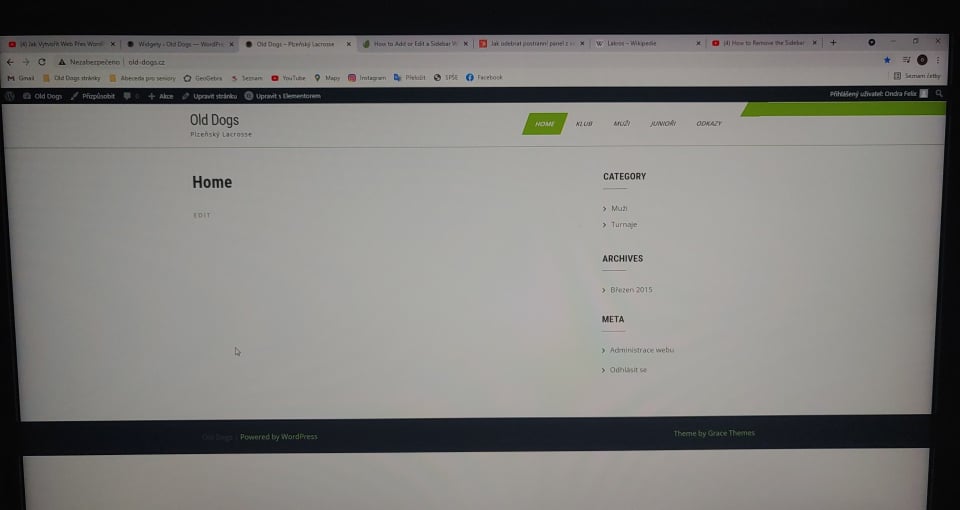 (4) Jak Vytvořit Web Přes WordPr
Widgety ‹ Old Dogs — WordPre
Old Dogs – Plzeňský Lacrosse
How to Add or Edit a Sidebar W
Jak odebrat postranní panel z
Lakros – Wikipedie
(4) How to Remove the Sidebar
Nezabezpečeno | old-dogs.cz
Gmail
Old Dogs stránky
Abeceda pro seniory
GeoGebra
Seznam
YouTube
Mapy
Instagram
Přeložit
SPŠE
Facebook
Seznam četby
Old Dogs
Přizpůsobit
0
Akce
Upravit stránku
Upravit s Elementorem
Přihlášený uživatel: Ondra Felix
Old Dogs
Plzeňský Lacrosse
HOME
KLUB
MUŽI
JUNIOŘI
ODKAZY
Home
EDIT
CATEGORY
Muži
Turnaje
ARCHIVES
Březen 2015
META
Administrace webu
Odhlásit se
Old Dogs | Powered by WordPress
Theme by Grace Themes